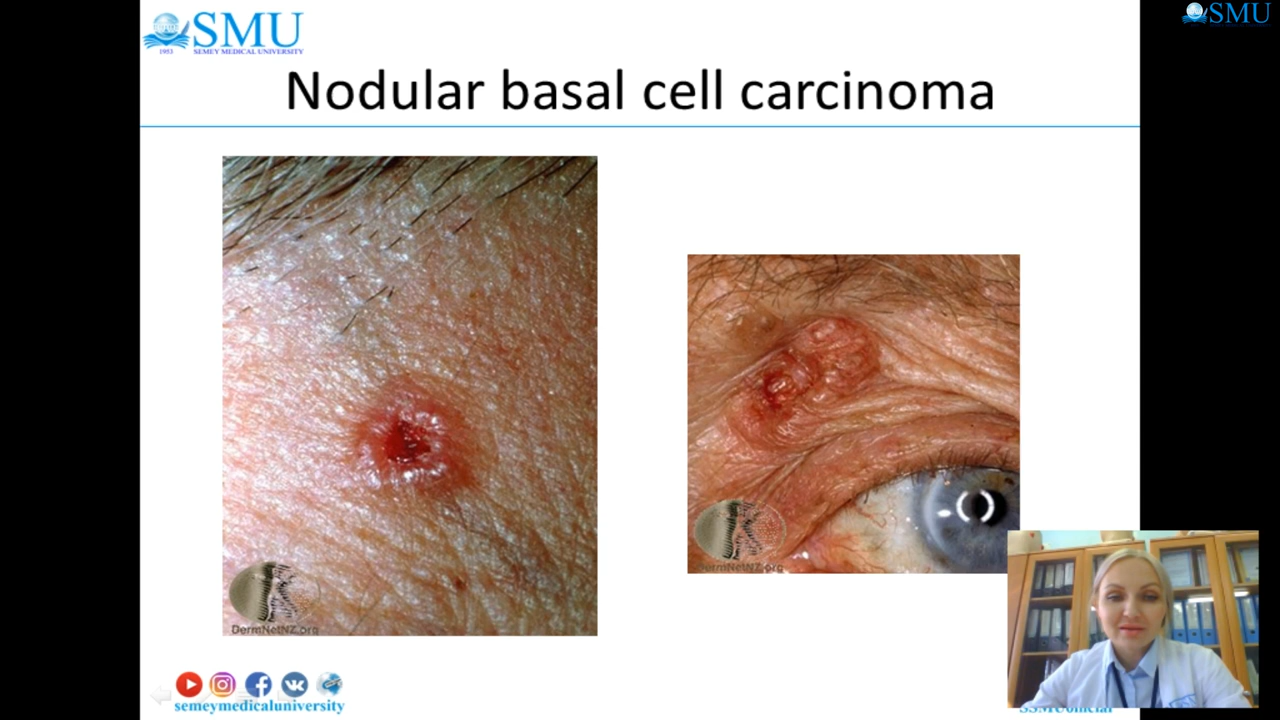 SMU
1953 SEMEY MEDICAL UNIVERSITY
SMU
Nodular basal cell carcinoma
DermNetNZ.org
DermNetNZ.org
semeymedicaluniversity